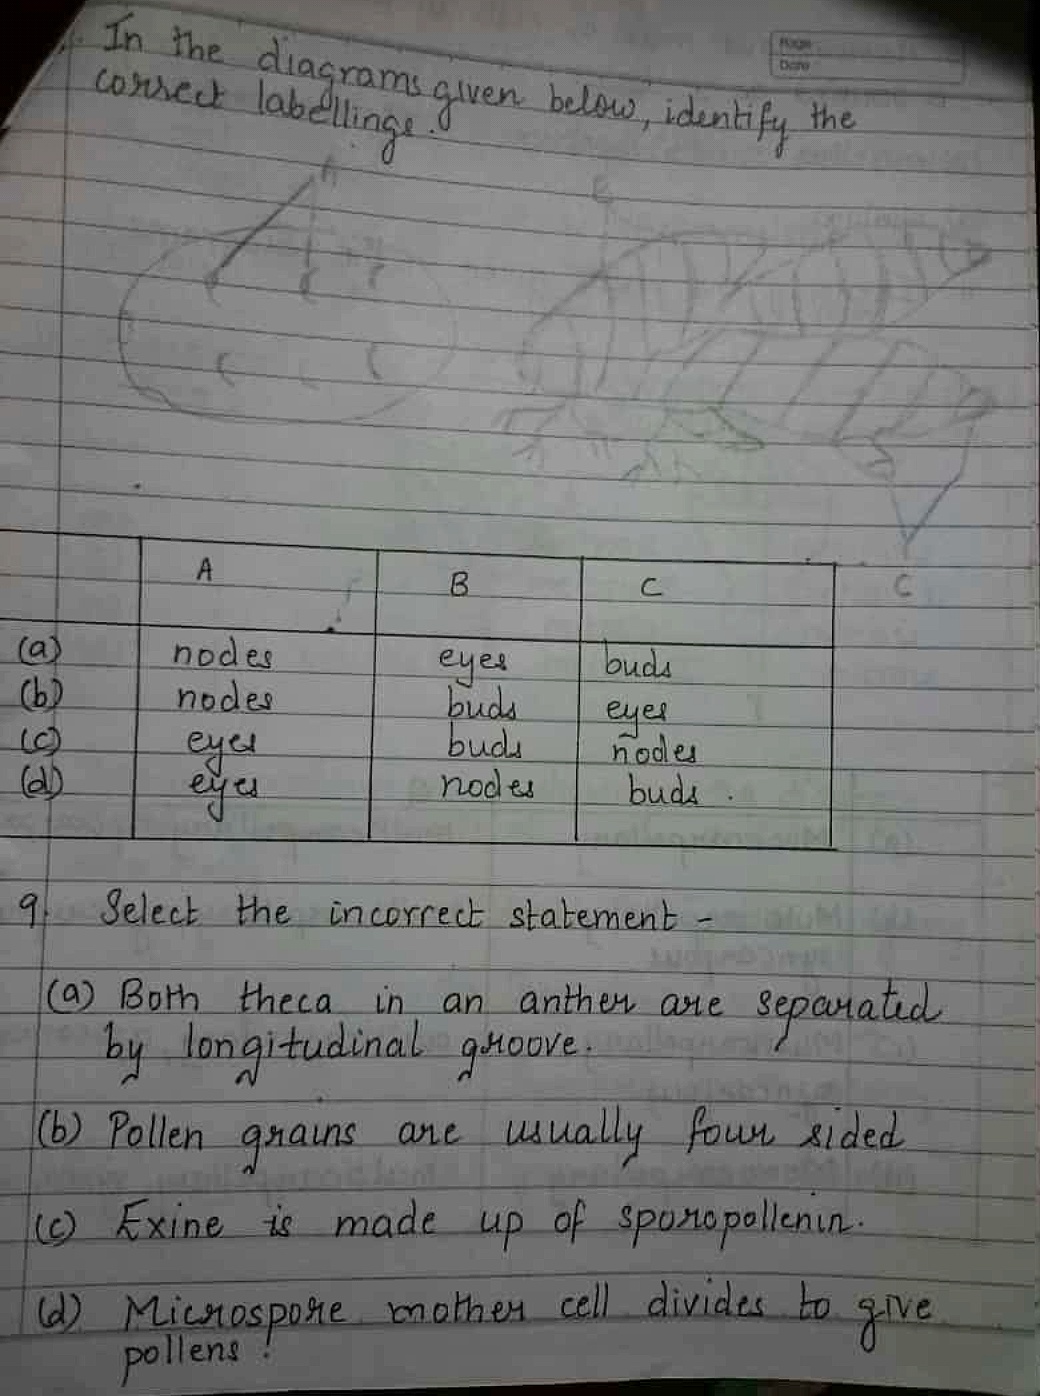 Page
Date
In the diagrams given below, identify the
correct labellings.
A
B
C
A B C
(a) nodes eyes buds
(b) nodes buds eyes
(c) eyes buds nodes
(d) eyes nodes buds .
9. Select the incorrect statement -
(a) Both theca in an anther are separated
by longitudinal groove.
(b) Pollen grains are usually four sided
(c) Exine is made up of sporopollenin.
(d) Microspore mother cell divides to give
pollens.